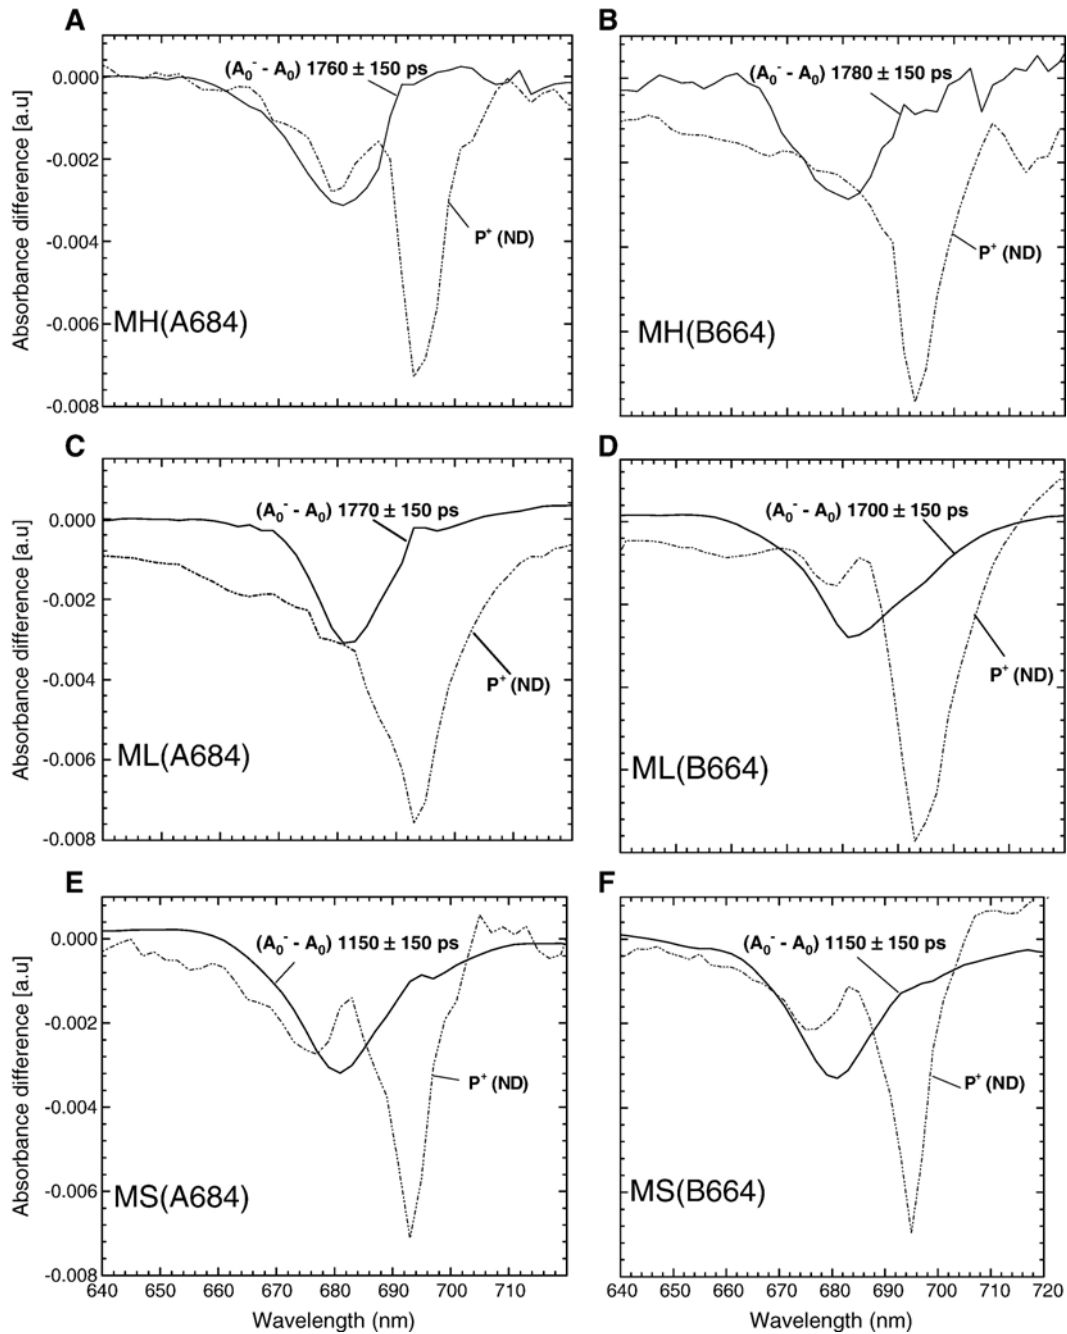 A
0.000
-0.002
-0.004
-0.006
-0.008
Absorbance difference [a.u]
(A0- - A0) 1760 ± 150 ps
P+ (ND)
MH(A684)
B
(A0- - A0) 1780 ± 150 ps
P+ (ND)
MH(B664)
C
0.000
-0.002
-0.004
-0.006
-0.008
Absorbance difference [a.u]
(A0- - A0) 1770 ± 150 ps
P+ (ND)
ML(A684)
D
(A0- - A0) 1700 ± 150 ps
P+ (ND)
ML(B664)
E
0.000
-0.002
-0.004
-0.006
-0.008
Absorbance difference [a.u]
(A0- - A0) 1150 ± 150 ps
P+ (ND)
MS(A684)
640 650 660 670 680 690 700 710
Wavelength (nm)
F
(A0- - A0) 1150 ± 150 ps
P+ (ND)
MS(B664)
640 650 660 670 680 690 700 710 720
Wavelength (nm)